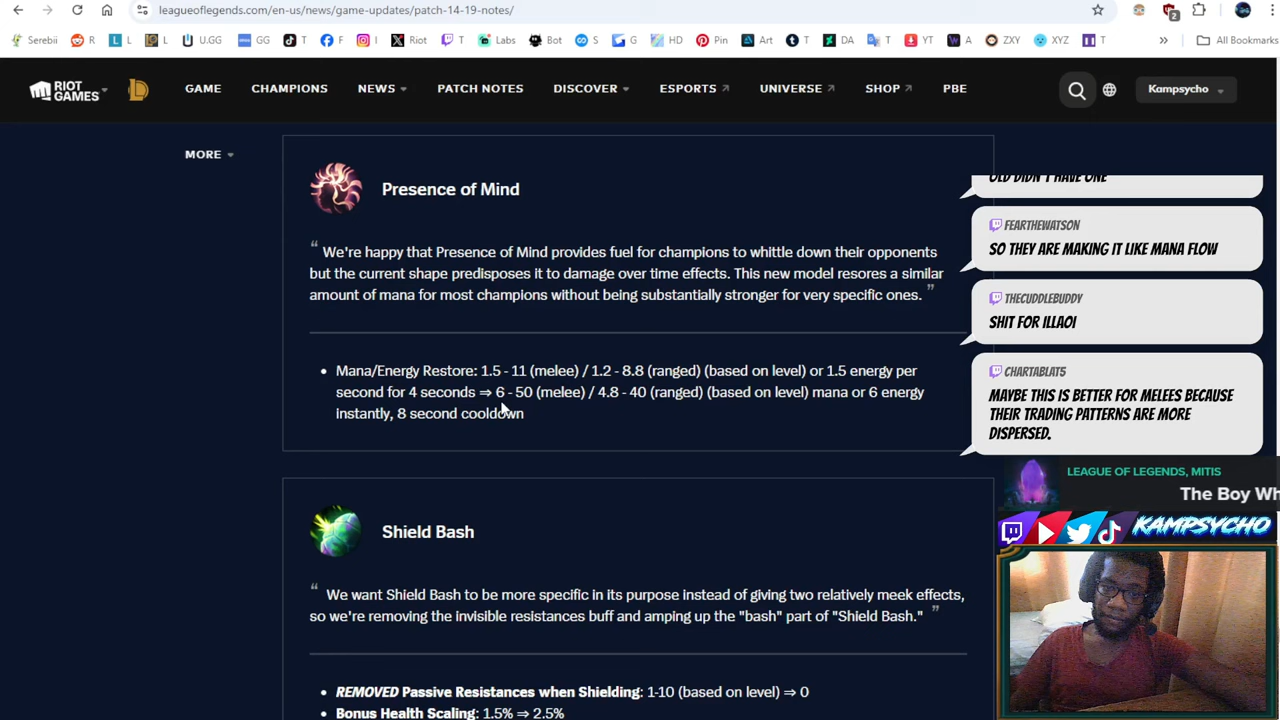 leagueoflegends.com/en-us/news/game-updates/patch-14-19-notes/
Serebii R L L U.GG GG T F I Riot T Labs Bot S G HD Pin Art T DA T YT A ZXY XYZ T » All Bookmarks
RIOT GAMES GAME CHAMPIONS NEWS PATCH NOTES DISCOVER ESPORTS UNIVERSE SHOP PBE Kampsycho
MORE
Presence of Mind
“ We're happy that Presence of Mind provides fuel for champions to whittle down their opponents
but the current shape predisposes it to damage over time effects. This new model resores a similar
amount of mana for most champions without being substantially stronger for very specific ones. ”
• Mana/Energy Restore: 1.5 - 11 (melee) / 1.2 - 8.8 (ranged) (based on level) or 1.5 energy per
second for 4 seconds ⇒ 6 - 50 (melee) / 4.8 - 40 (ranged) (based on level) mana or 6 energy
instantly, 8 second cooldown
Shield Bash
“ We want Shield Bash to be more specific in its purpose instead of giving two relatively meek effects,
so we're removing the invisible resistances buff and amping up the "bash" part of "Shield Bash." ”
• REMOVED Passive Resistances when Shielding: 1-10 (based on level) ⇒ 0
• Bonus Health Scaling: 1.5% ⇒ 2.5%
OLD DIDN'T HAVE ONE
FEARTHEWATSON
SO THEY ARE MAKING IT LIKE MANA FLOW
THECUDDLEBUDDY
SHIT FOR ILLAOI
CHARTABLAT5
MAYBE THIS IS BETTER FOR MELEES BECAUSE
THEIR TRADING PATTERNS ARE MORE
DISPERSED.
LEAGUE OF LEGENDS, MITIS
The Boy Wh
KAMPSYCHO